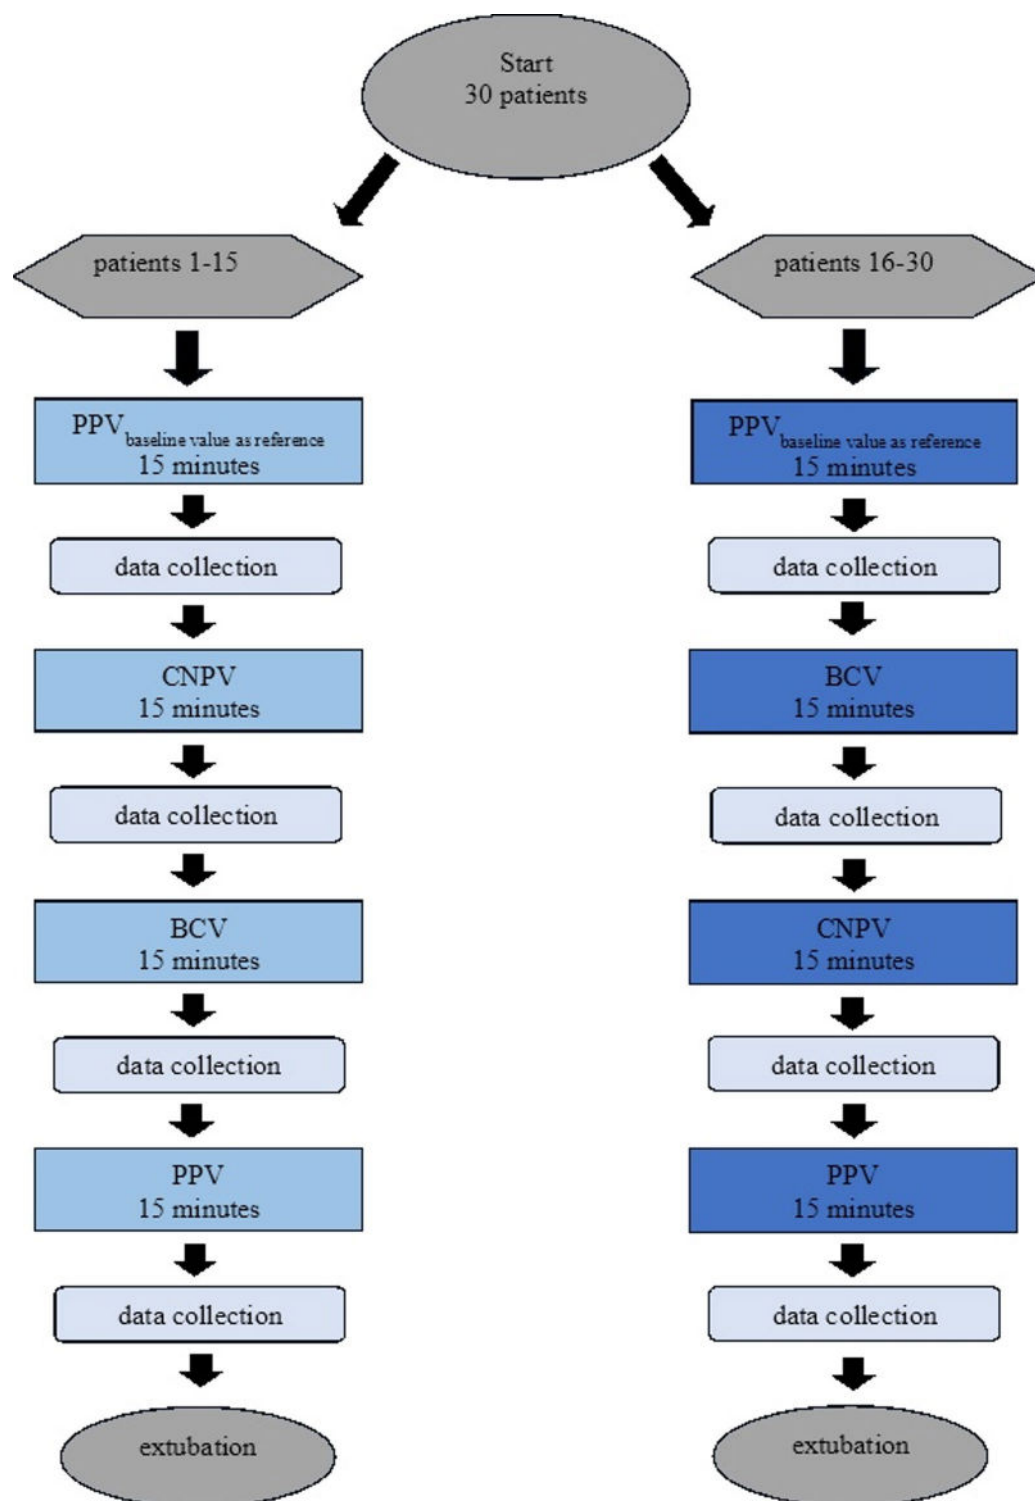 Start
30 patients
patients 1-15
PPV baseline value as reference
15 minutes
data collection
CNPV
15 minutes
data collection
BCV
15 minutes
data collection
PPV
15 minutes
data collection
extubation
patients 16-30
PPV baseline value as reference
15 minutes
data collection
BCV
15 minutes
data collection
CNPV
15 minutes
data collection
PPV
15 minutes
data collection
extubation